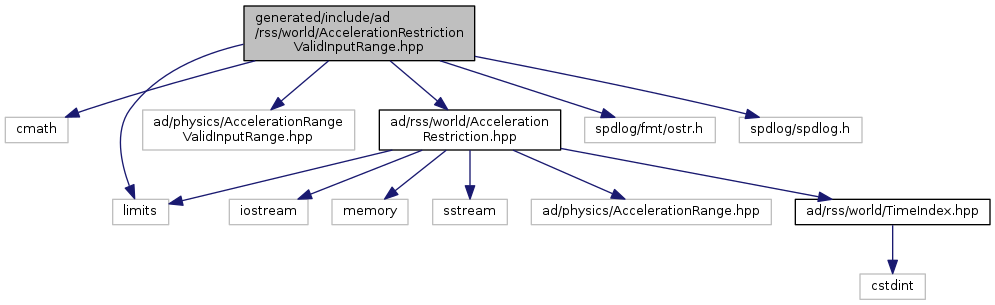 generated/include/ad
/rss/world/AccelerationRestriction
ValidInputRange.hpp
cmath
ad/physics/AccelerationRange
ValidInputRange.hpp
ad/rss/world/Acceleration
Restriction.hpp
spdlog/fmt/ostr.h
spdlog/spdlog.h
limits
iostream
memory
sstream
ad/physics/AccelerationRange.hpp
ad/rss/world/TimeIndex.hpp
cstdint